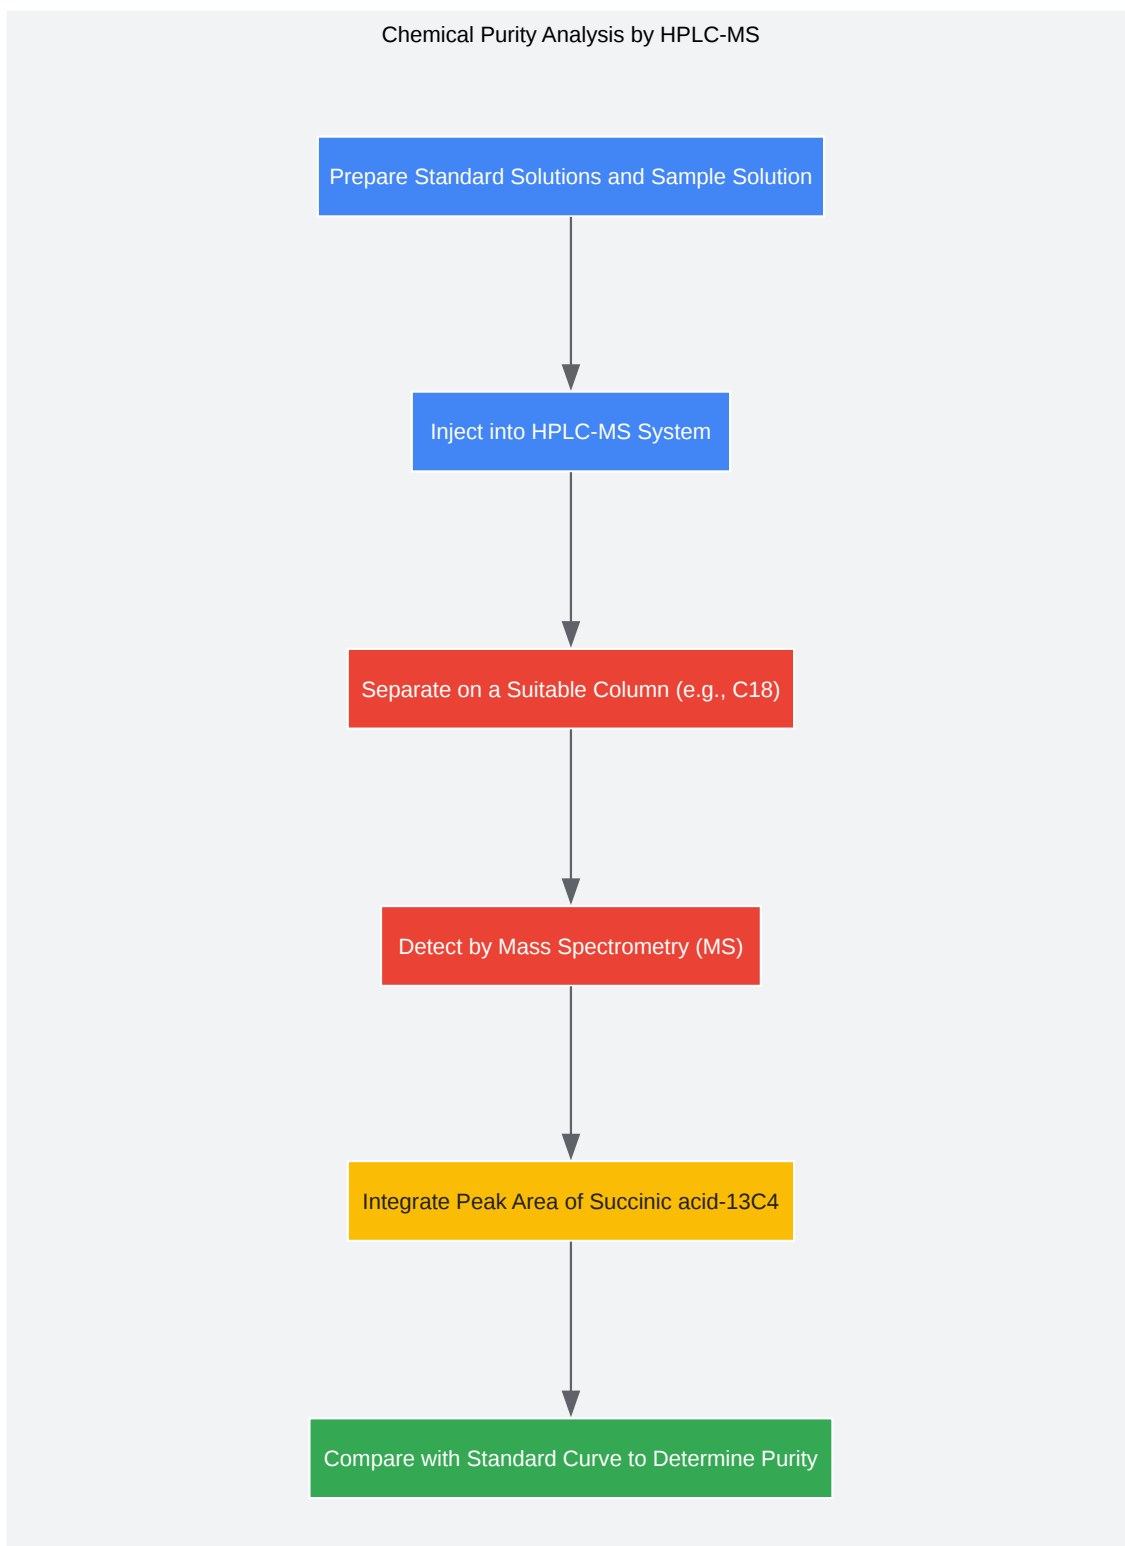 Chemical Purity Analysis by HPLC-MS
Prepare Standard Solutions and Sample Solution
Inject into HPLC-MS System
Separate on a Suitable Column (e.g., C18)
Detect by Mass Spectrometry (MS)
Integrate Peak Area of Succinic acid-13C4
Compare with Standard Curve to Determine Purity